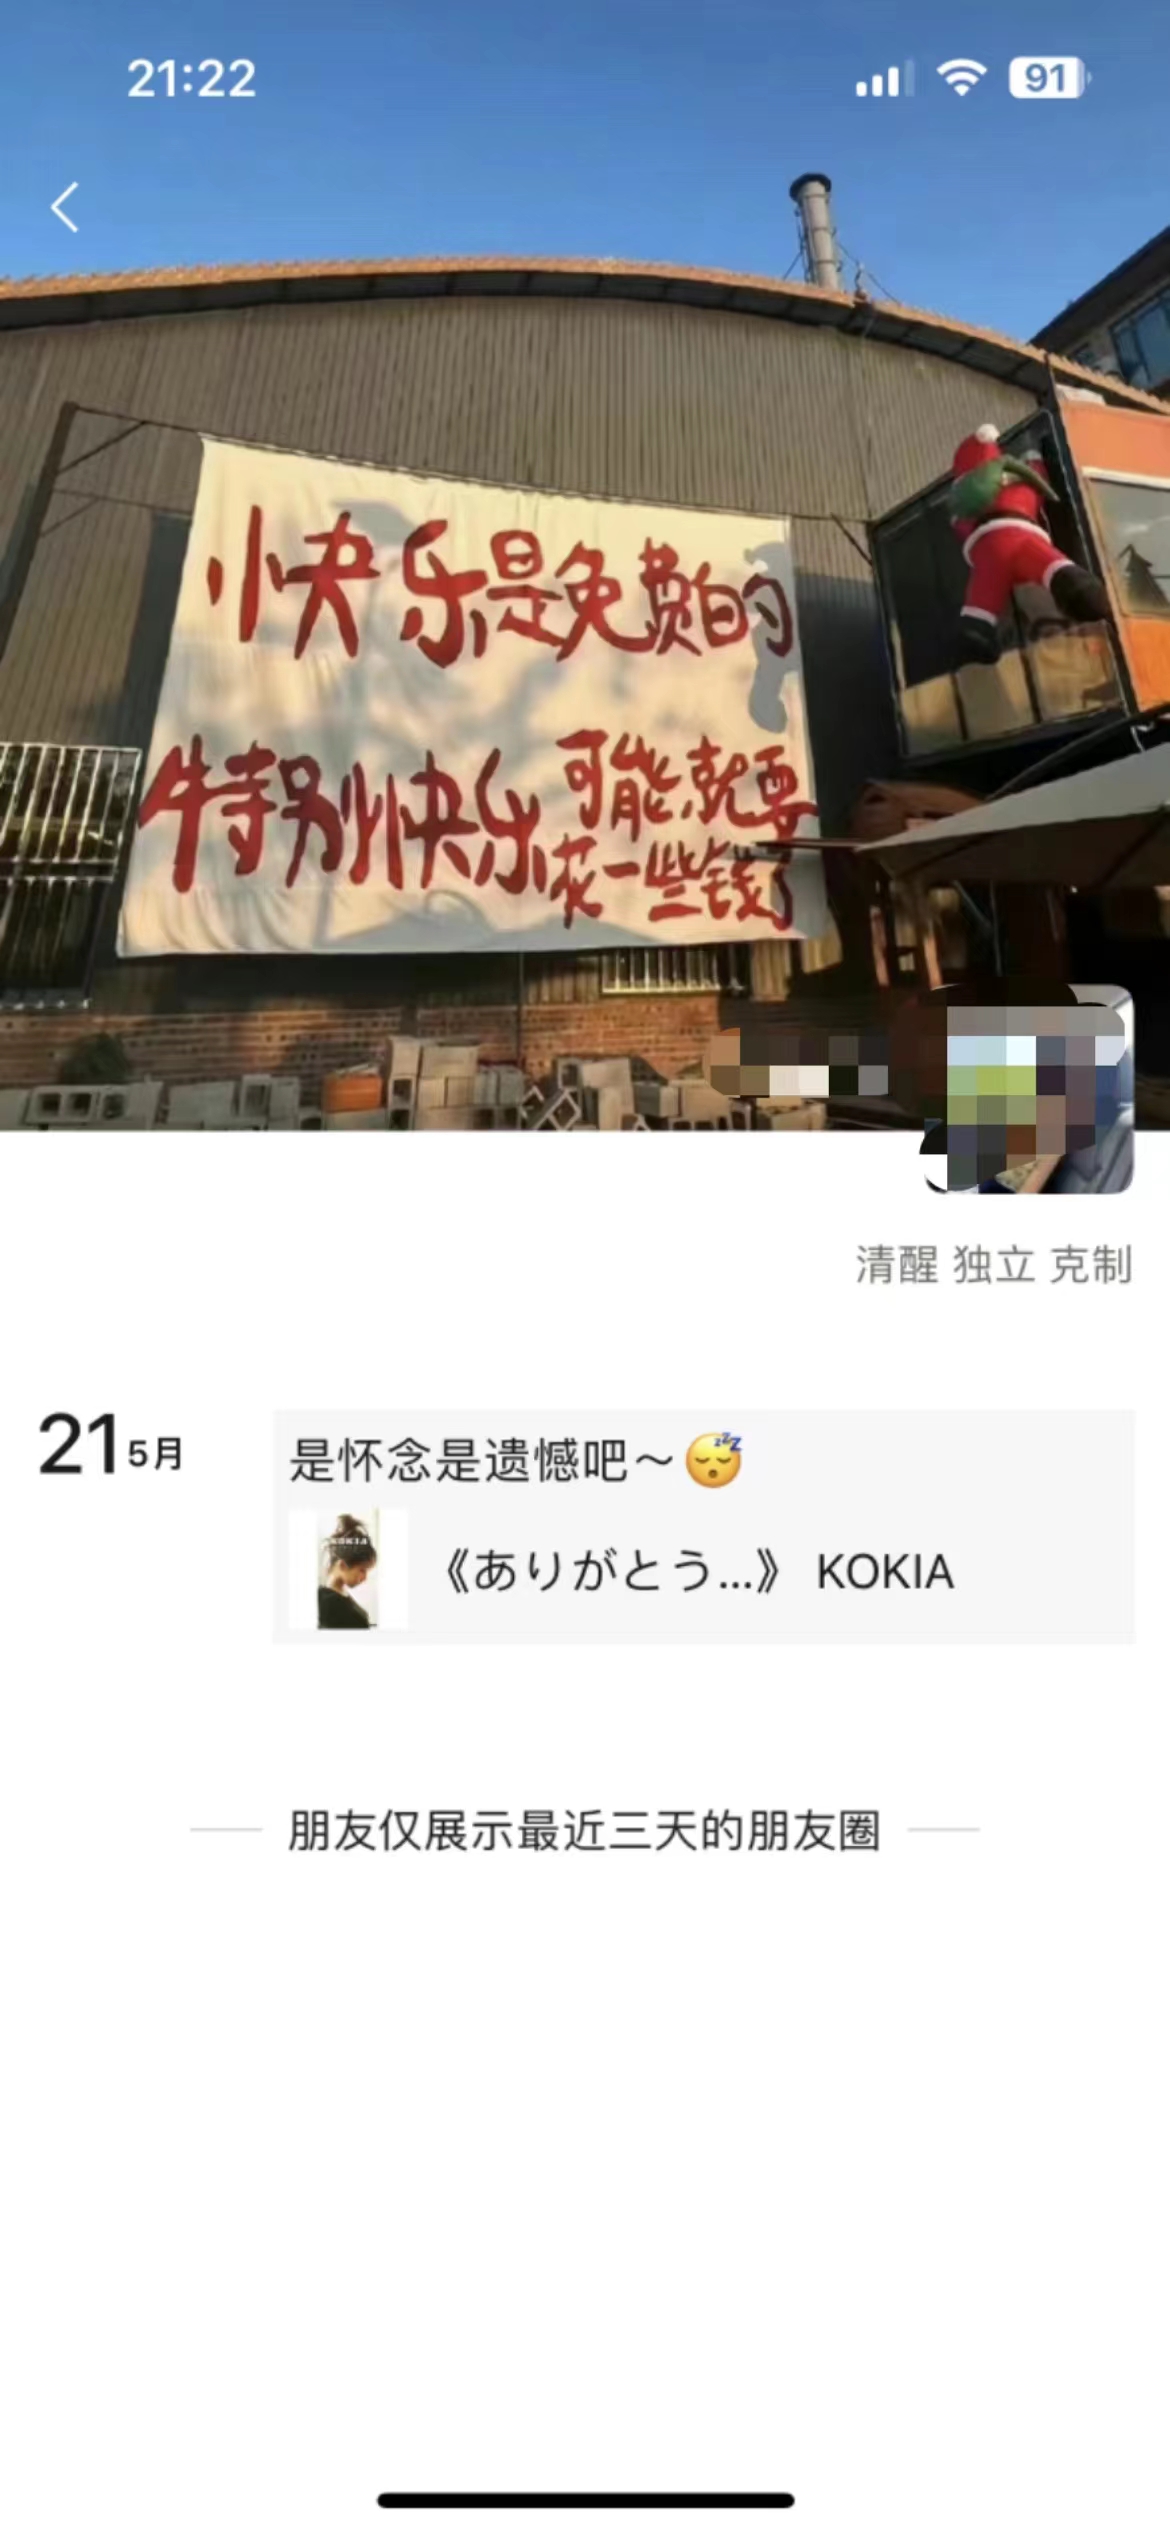 21:22
91
快乐是免费的
特别快乐可能就要
花一些钱了
清醒 独立 克制
21 5月
是怀念是遗憾吧～😴
KOKIA
《ありがとう...》 KOKIA
朋友仅展示最近三天的朋友圈